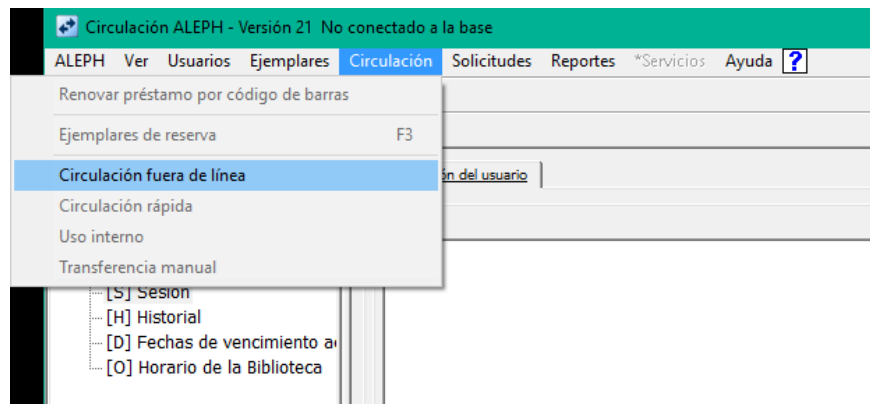 Circulación ALEPH - Versión 21 No conectado a la base
ALEPH Ver Usuarios Ejemplares Circulación Solicitudes Reportes *Servicios Ayuda ?
Renovar préstamo por código de barras
Ejemplares de reserva F3
Circulación fuera de línea
ón del usuario
Circulación rápida
Uso interno
Transferencia manual
[S] Sesión
[H] Historial
[D] Fechas de vencimiento
[O] Horario de la Biblioteca